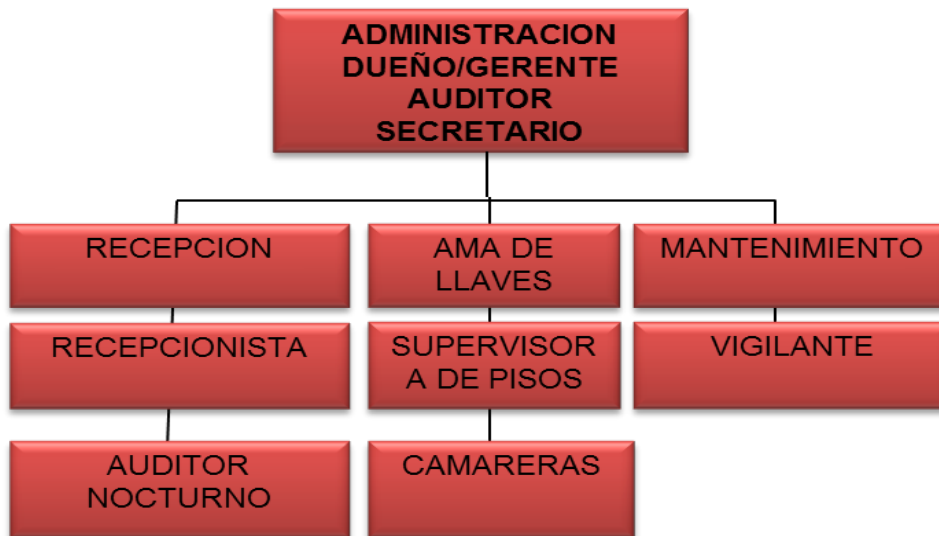 ADMINISTRACION
DUEÑO/GERENTE
AUDITOR
SECRETARIO
RECEPCION
AMA DE
LLAVES
MANTENIMIENTO
RECEPCIONISTA
SUPERVISOR
A DE PISOS
VIGILANTE
AUDITOR
NOCTURNO
CAMARERAS